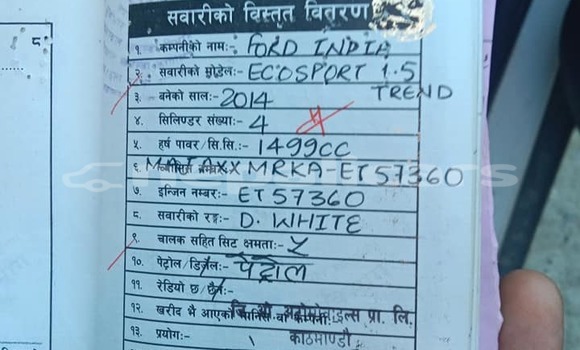 सवारीको विस्तृत विवरण
१. कम्पनीको नामः- FORD INDIA
२. सवारीको मोडेलः- ECOSPORT 1.5
TREND
३. बनेको सालः- 2014
४. सिलिण्डर संख्याः- 4
५. हर्ष पावर/सि.सि.:- 1499CC
६. MAJAXXMRKA-ET57360
७. इन्जिन नम्बरः- ET57360
८. सवारीको रङ्गः- D. WHITE
९. चालक सहित सिट क्षमताः- ५
१०. पेट्रोल/डिजेलः- पेट्रोल
११. रेडियो छ/छैनः-
१२. खरीद भै आएको प्रा. लि.
१३. प्रयोगः- काठमाण्डौ